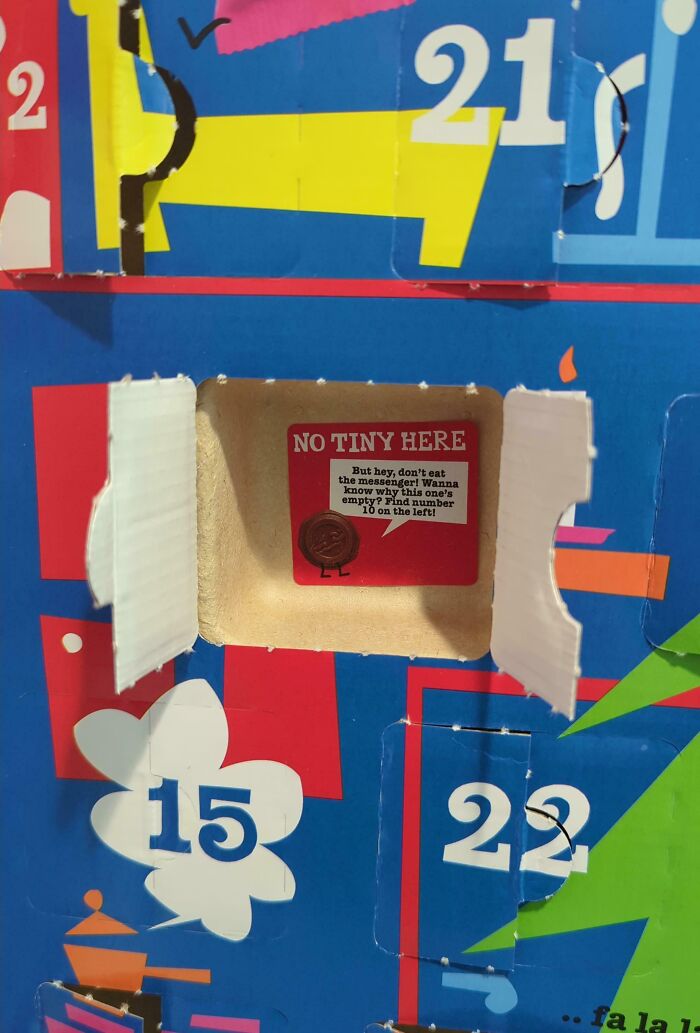 2
21
NO TINY HERE
But hey, don't eat
the messenger! Wanna
know why this one's
empty? Find number
10 on the left!
15
22
.. fa la l